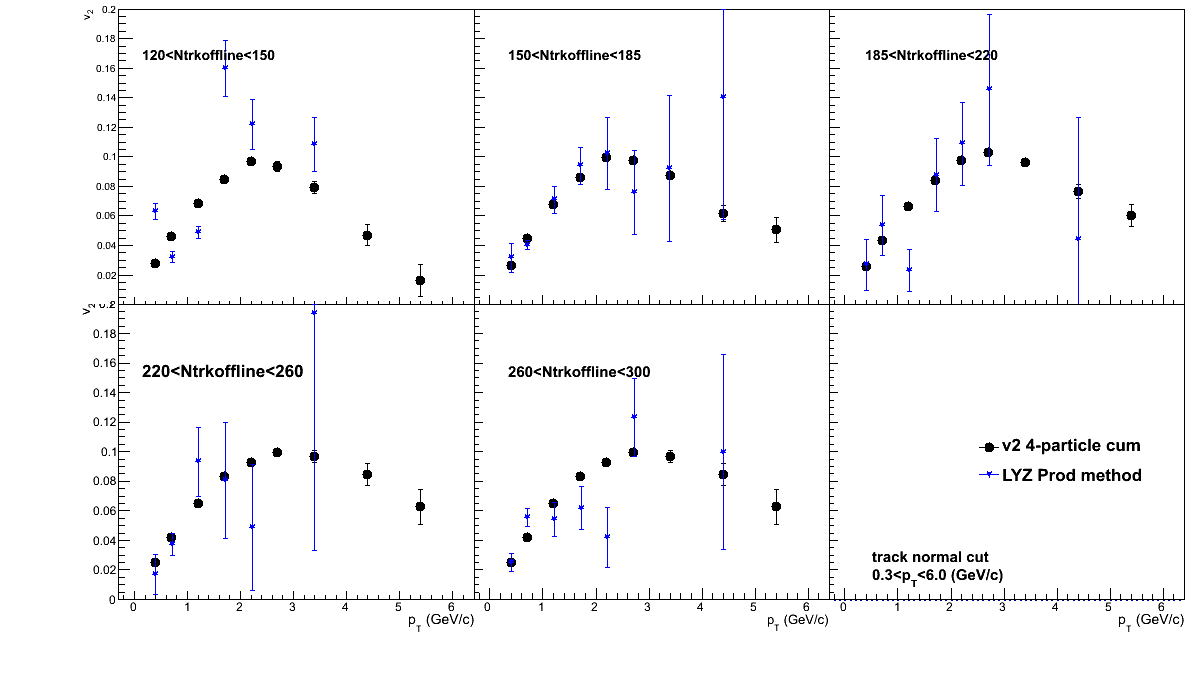 v2
0.2
0.18
0.16
0.14
0.12
0.1
0.08
0.06
0.04
0.02
120<Ntrkoffline<150
150<Ntrkoffline<185
185<Ntrkoffline<220
v2
0.2
0.18
0.16
0.14
0.12
0.1
0.08
0.06
0.04
0.02
0
220<Ntrkoffline<260
260<Ntrkoffline<300
v2 4-particle cum
LYZ Prod method
track normal cut
0.3<pT<6.0 (GeV/c)
0 1 2 3 4 5 6
0 1 2 3 4 5 6
0 1 2 3 4 5 6
pT (GeV/c)
pT (GeV/c)
pT (GeV/c)